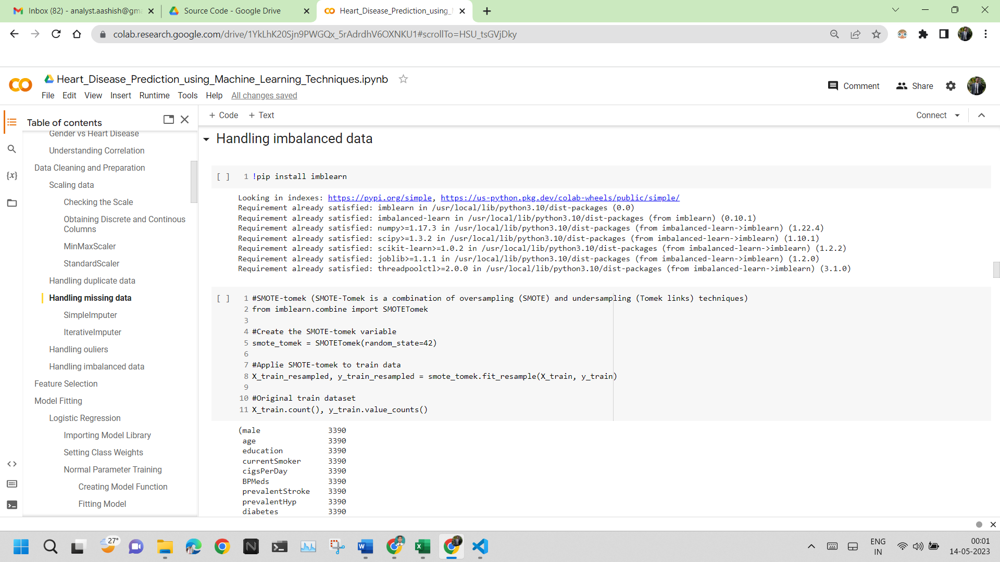 Inbox (82) - analyst.aashish@gm
Source Code - Google Drive
Heart_Disease_Prediction_using_
colab.research.google.com/drive/1YkLhK20Sjn9PWGQx_5rAdrdhV6OXNKU1#scrollTo=HSU_tsGVjDky
Heart_Disease_Prediction_using_Machine_Learning_Techniques.ipynb
File Edit View Insert Runtime Tools Help All changes saved
Comment Share
Table of contents
Gender vs Heart Disease
Understanding Correlation
Data Cleaning and Preparation
Scaling data
Checking the Scale
Obtaining Discrete and Continous
Columns
MinMaxScaler
StandardScaler
Handling duplicate data
Handling missing data
SimpleImputer
IterativeImputer
Handling ouliers
Handling imbalanced data
Feature Selection
Model Fitting
Logistic Regression
Importing Model Library
Setting Class Weights
Normal Parameter Training
Creating Model Function
Fitting Model
+ Code + Text
Connect
Handling imbalanced data
[ ] 1 !pip install imblearn
Looking in indexes: https://pypi.org/simple, https://us-python.pkg.dev/colab-wheels/public/simple/
Requirement already satisfied: imblearn in /usr/local/lib/python3.10/dist-packages (0.0)
Requirement already satisfied: imbalanced-learn in /usr/local/lib/python3.10/dist-packages (from imblearn) (0.10.1)
Requirement already satisfied: numpy>=1.17.3 in /usr/local/lib/python3.10/dist-packages (from imbalanced-learn->imblearn) (1.22.4)
Requirement already satisfied: scipy>=1.3.2 in /usr/local/lib/python3.10/dist-packages (from imbalanced-learn->imblearn) (1.10.1)
Requirement already satisfied: scikit-learn>=1.0.2 in /usr/local/lib/python3.10/dist-packages (from imbalanced-learn->imblearn) (1.2.2)
Requirement already satisfied: joblib>=1.1.1 in /usr/local/lib/python3.10/dist-packages (from imbalanced-learn->imblearn) (1.2.0)
Requirement already satisfied: threadpoolctl>=2.0.0 in /usr/local/lib/python3.10/dist-packages (from imbalanced-learn->imblearn) (3.1.0)
[ ] 1 #SMOTE-tomek (SMOTE-Tomek is a combination of oversampling (SMOTE) and undersampling (Tomek links) techniques)
2 from imblearn.combine import SMOTETomek
3
4 #Create the SMOTE-tomek variable
5 smote_tomek = SMOTETomek(random_state=42)
6
7 #Applie SMOTE-tomek to train data
8 X_train_resampled, y_train_resampled = smote_tomek.fit_resample(X_train, y_train)
9
10 #Original train dataset
11 X_train.count(), y_train.value_counts()
(male 3390
age 3390
education 3390
currentSmoker 3390
cigsPerDay 3390
BPMeds 3390
prevalentStroke 3390
prevalentHyp 3390
diabetes 3390
27°
ENG
IN
00:01
14-05-2023